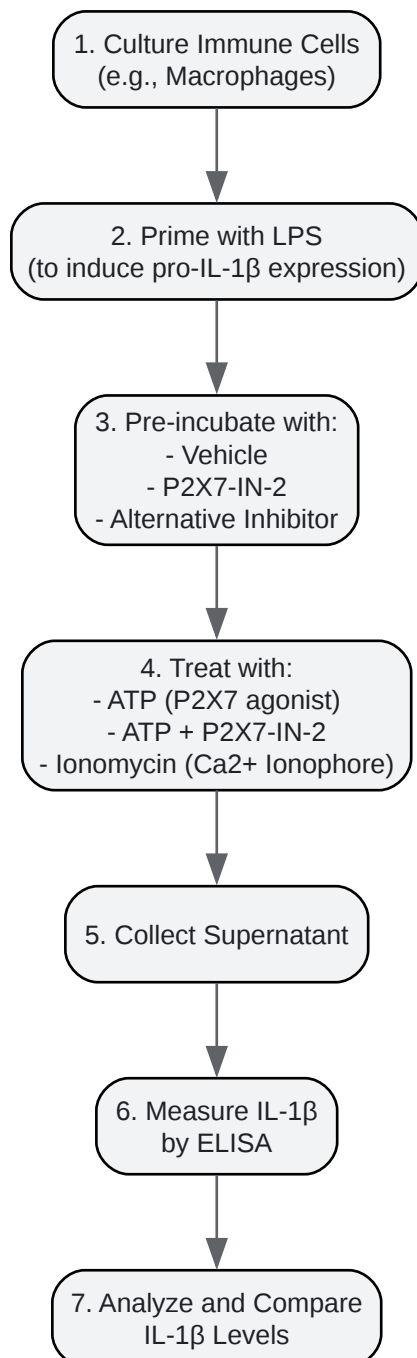 1. Culture Immune Cells
(e.g., Macrophages)
2. Prime with LPS
(to induce pro-IL-1β expression)
3. Pre-incubate with:
- Vehicle
- P2X7-IN-2
- Alternative Inhibitor
4. Treat with:
- ATP (P2X7 agonist)
- ATP + P2X7-IN-2
- Ionomycin (Ca2+ Ionophore)
5. Collect Supernatant
6. Measure IL-1β
by ELISA
7. Analyze and Compare
IL-1β Levels